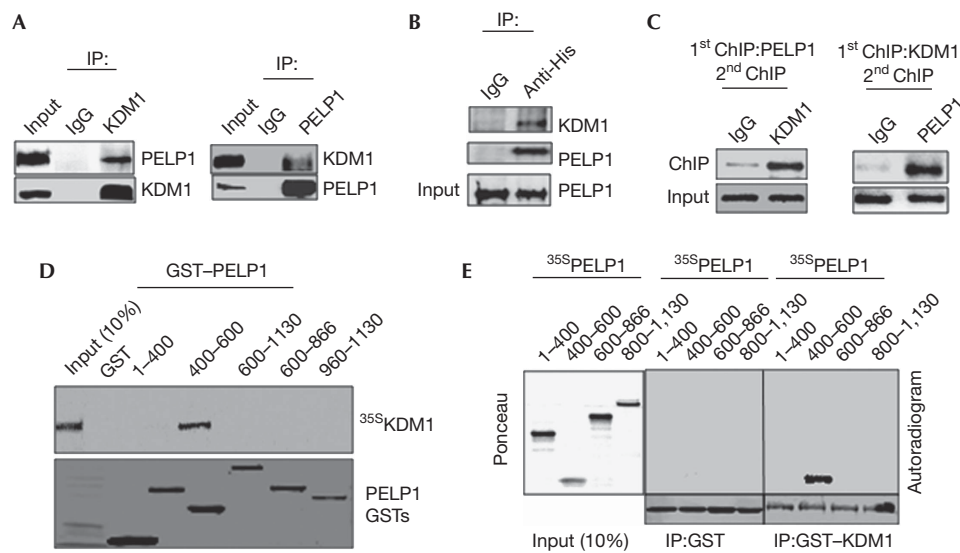 A
IP:
Input
IgG
KDM1
PELP1
KDM1
IP:
Input
IgG
PELP1
KDM1
PELP1
B
IP:
IgG
Anti-His
KDM1
PELP1
Input
PELP1
C
1st ChIP:PELP1
2nd ChIP
IgG
KDM1
ChIP
Input
1st ChIP:KDM1
2nd ChIP
IgG
PELP1
D
GST–PELP1
Input (10%)
GST
1–400
400–600
600–1130
600–866
960–1130
35SKDM1
PELP1
GSTs
E
35SPELP1
35SPELP1
35SPELP1
1–400
400–600
600–866
800–1,130
1–400
400–600
600–866
800–1,130
1–400
400–600
600–866
800–1,130
Ponceau
Autoradiogram
Input (10%)
IP:GST
IP:GST–KDM1